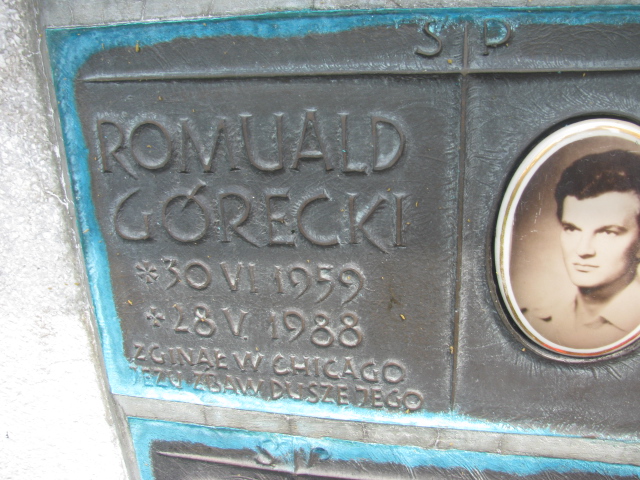 S P
ROMUALD
GÓRECKI
* 30 VI 1959
* 28 V. 1988
ZGINĄŁ W CHICAGO
JEZU ZBAW DUSZĘ JEGO
S P